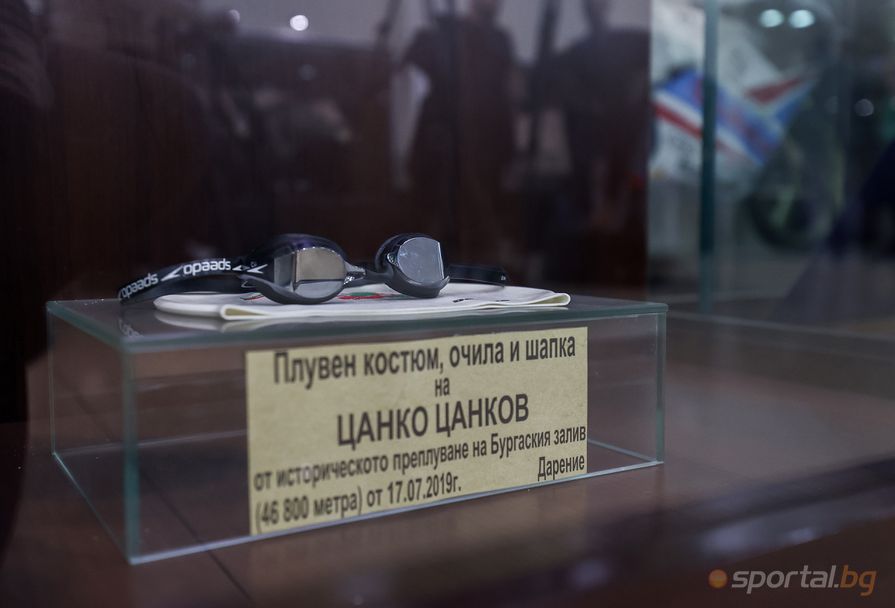 speedo
speedo
Плувен костюм, очила и шапка
на
ЦАНКО ЦАНКОВ
от историческото преплуване на Бургаския залив
(46 800 метра) от 17.07.2019г.
Дарение
sportal.bg